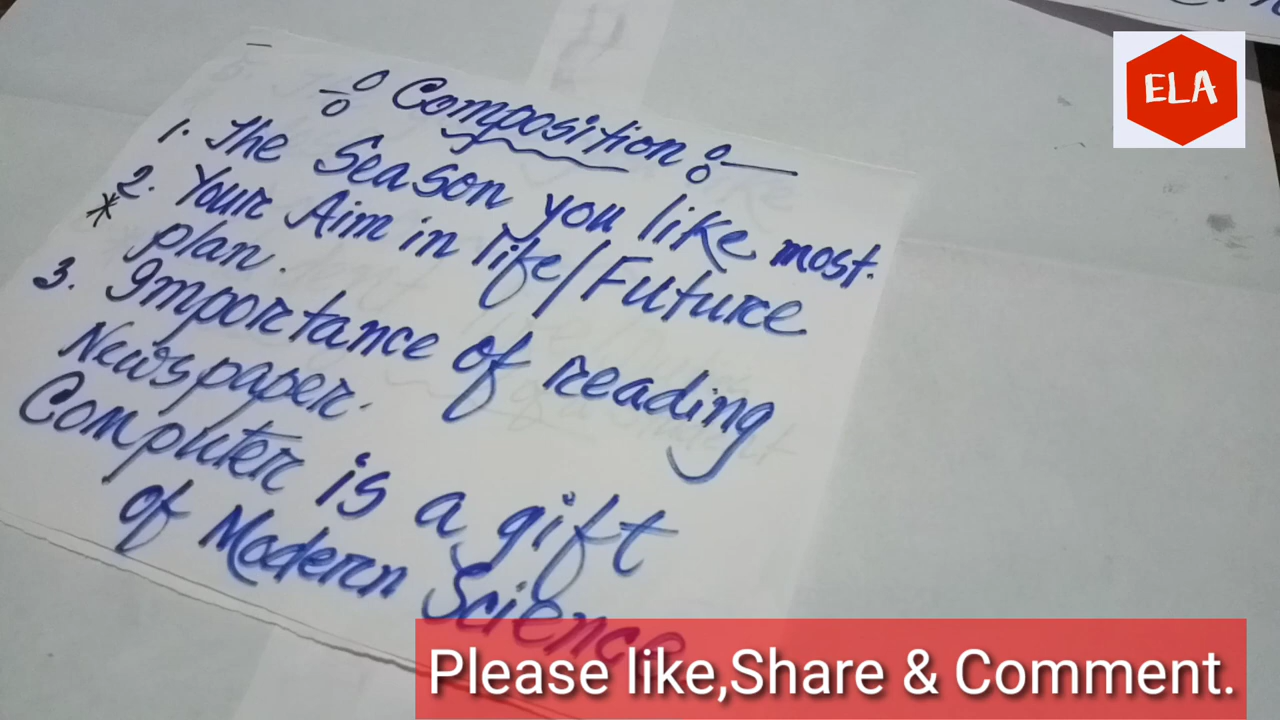 ELA
Composition
1. The Season you like most.
2. Your Aim in life/Future
* plan.
3. Importance of reading
Newspaper.
Computer is a gift
of Modern Science
Please like,Share & Comment.